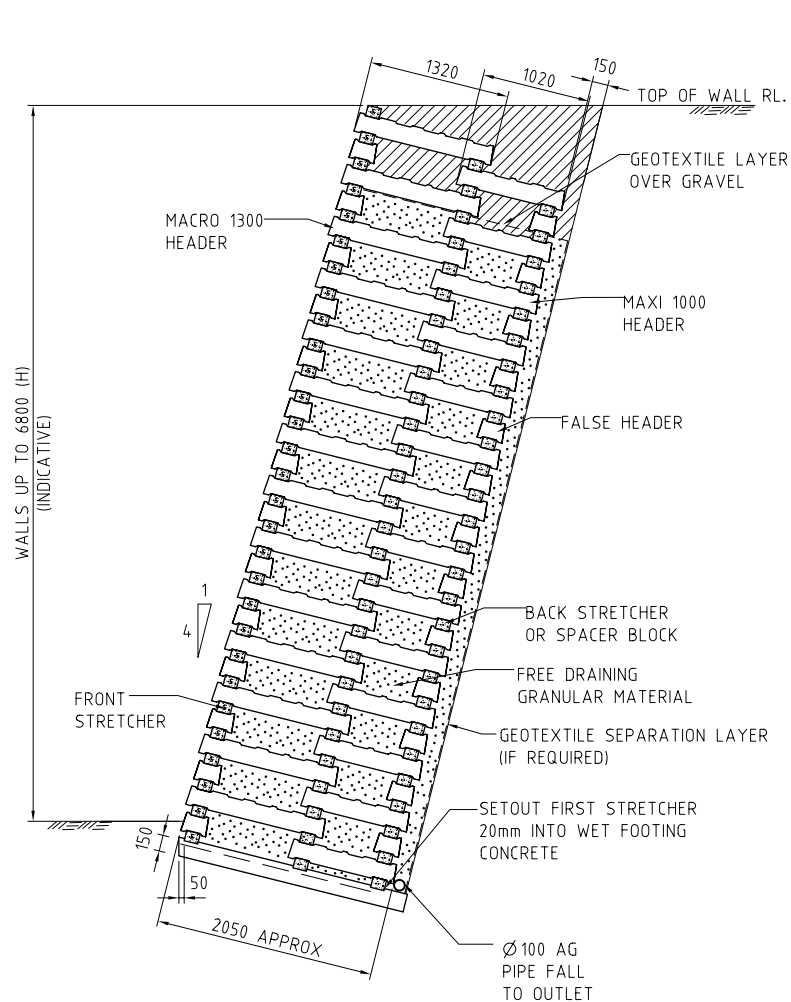 1320
1020
150
TOP OF WALL RL.
GEOTEXTILE LAYER
OVER GRAVEL
MACRO 1300
HEADER
MAXI 1000
HEADER
FALSE HEADER
WALLS UP TO 6800 (H)
(INDICATIVE)
1
4
BACK STRETCHER
OR SPACER BLOCK
FREE DRAINING
GRANULAR MATERIAL
FRONT
STRETCHER
GEOTEXTILE SEPARATION LAYER
(IF REQUIRED)
SETOUT FIRST STRETCHER
20mm INTO WET FOOTING
CONCRETE
150
50
2050 APPROX
Ø100 AG
PIPE FALL
TO OUTLET